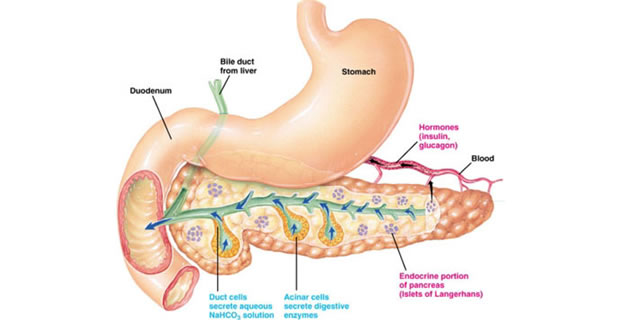 Bile duct
from liver
Stomach
Duodenum
Hormones
(insulin,
glucagon)
Blood
Endocrine portion
of pancreas
(Islets of Langerhans)
Duct cells
secrete aqueous
NaHCO₃ solution
Acinar cells
secrete digestive
enzymes